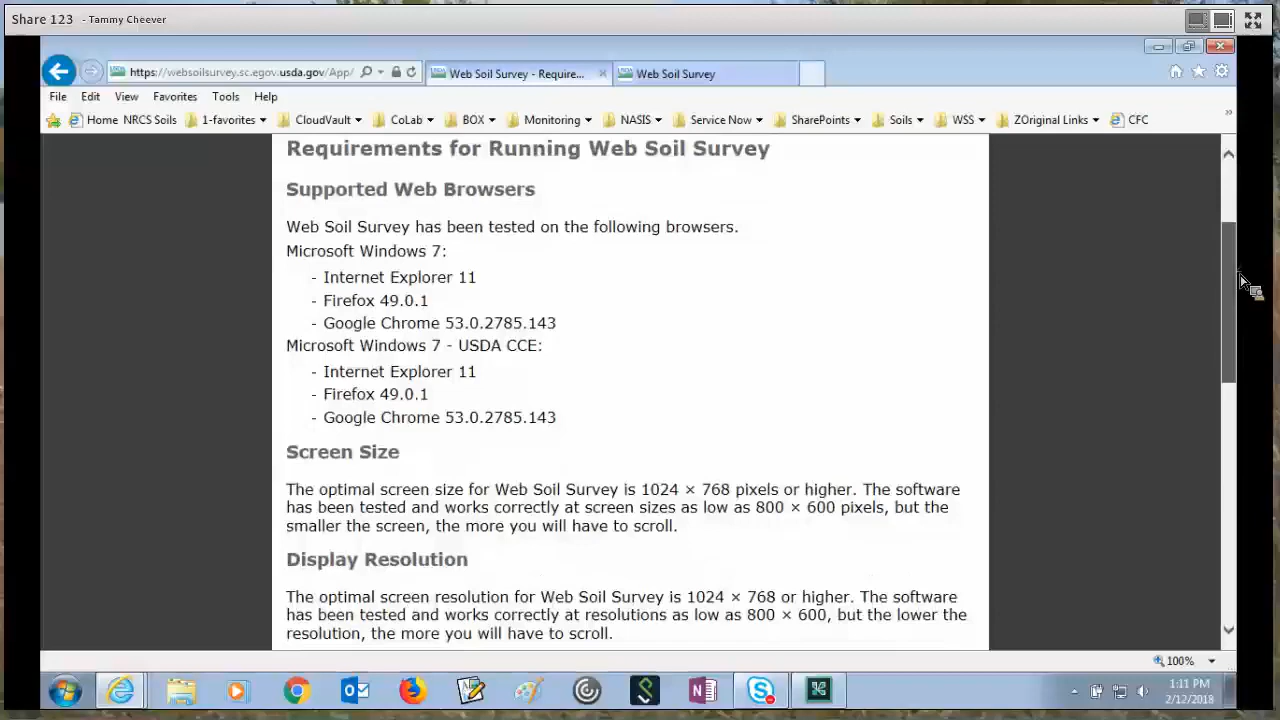 Share 123 - Tammy Cheever
https://websoilsurvey.sc.egov.usda.gov/App/
Web Soil Survey - Require...
Web Soil Survey
File Edit View Favorites Tools Help
Home NRCS Soils 1-favorites CloudVault CoLab BOX Monitoring NASIS Service Now SharePoints Soils WSS ZOriginal Links CFC
Requirements for Running Web Soil Survey
Supported Web Browsers
Web Soil Survey has been tested on the following browsers.
Microsoft Windows 7:
- Internet Explorer 11
- Firefox 49.0.1
- Google Chrome 53.0.2785.143
Microsoft Windows 7 - USDA CCE:
- Internet Explorer 11
- Firefox 49.0.1
- Google Chrome 53.0.2785.143
Screen Size
The optimal screen size for Web Soil Survey is 1024 × 768 pixels or higher. The software
has been tested and works correctly at screen sizes as low as 800 × 600 pixels, but the
smaller the screen, the more you will have to scroll.
Display Resolution
The optimal screen resolution for Web Soil Survey is 1024 × 768 or higher. The software
has been tested and works correctly at resolutions as low as 800 × 600, but the lower the
resolution, the more you will have to scroll.
100%
1:11 PM
2/12/2018